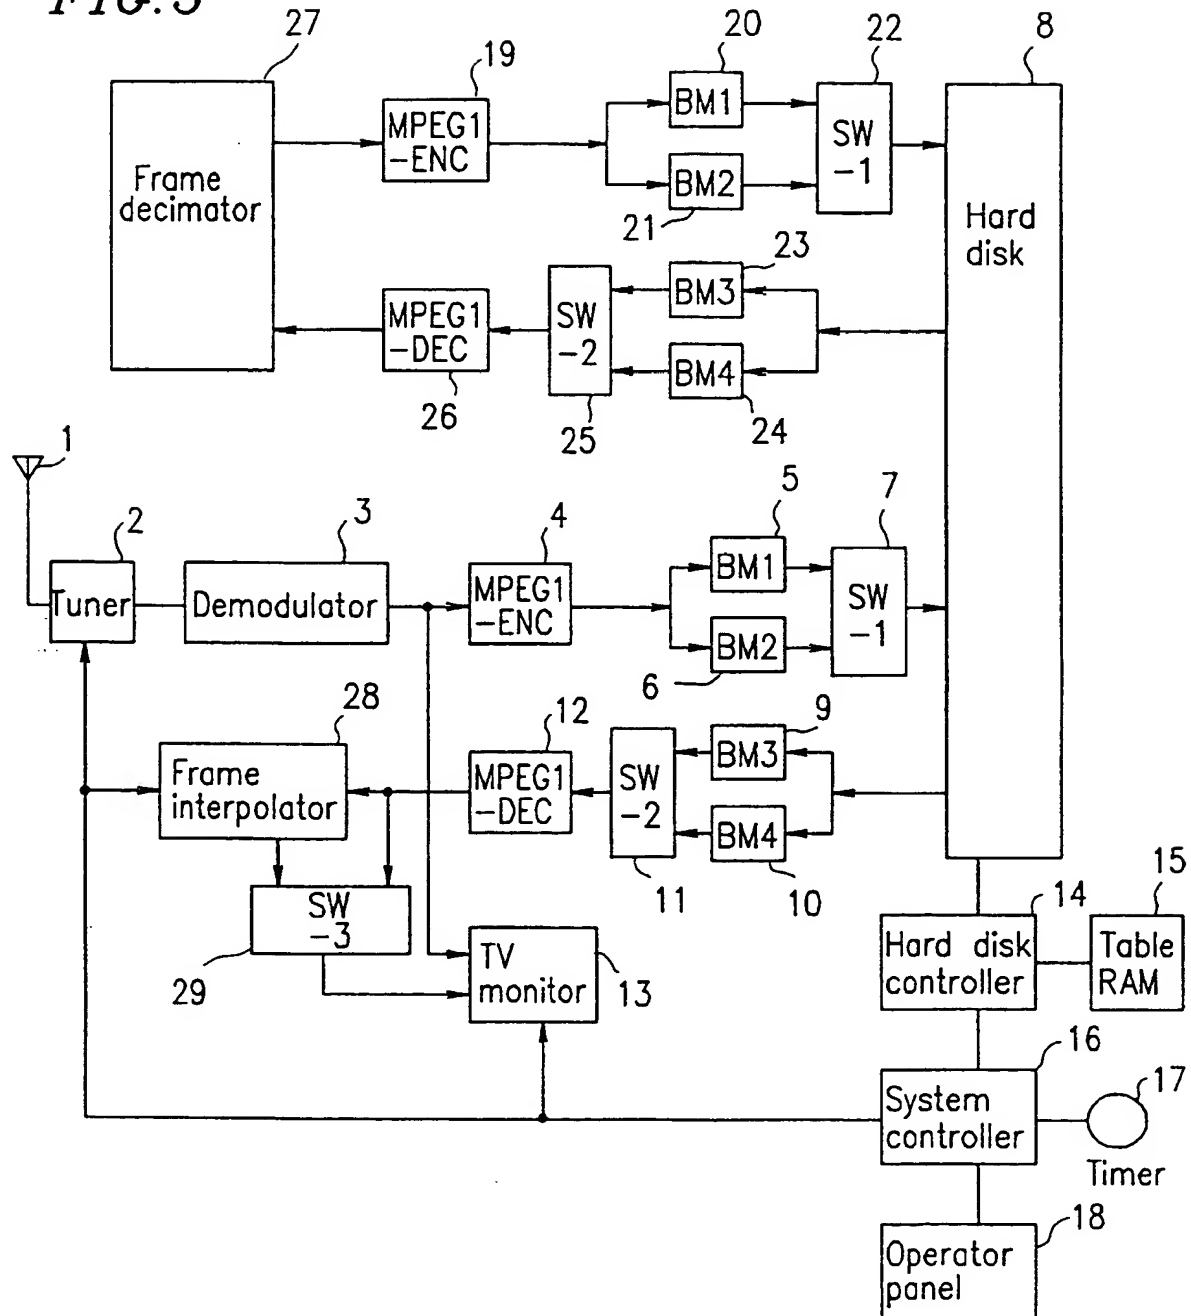 FIG. 5
27
19
20
22
8
MPEG1
-ENC
BM1
SW
-1
Frame
decimator
BM2
21
Hard
disk
23
MPEG1
-DEC
SW
-2
BM3
BM4
26
25
24
1
2
3
4
5
7
Tuner
Demodulator
MPEG1
-ENC
BM1
SW
-1
BM2
6
28
12
9
Frame
interpolator
MPEG1
-DEC
SW
-2
BM3
BM4
11
10
14
15
SW
-3
29
TV
monitor
13
Hard disk
controller
Table
RAM
16
17
System
controller
Timer
18
Operator
panel